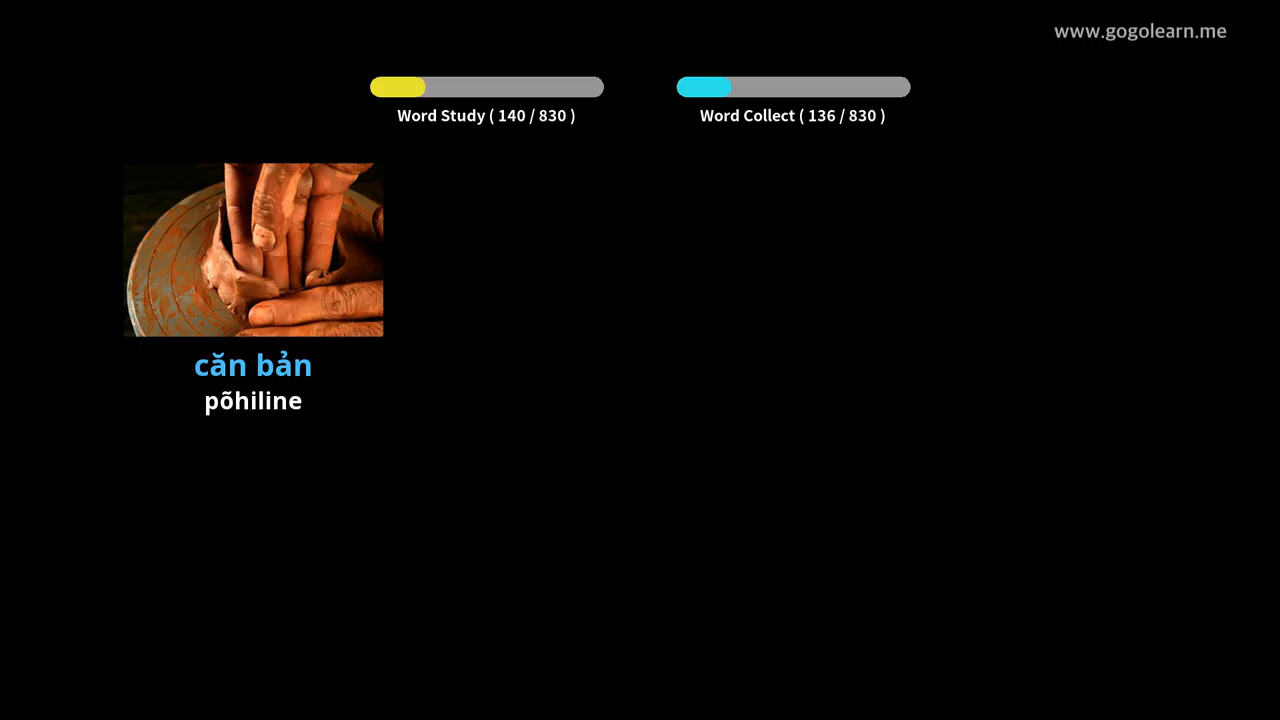 www.gogolearn.me
Word Study ( 140 / 830 )
Word Collect ( 136 / 830 )
căn bản
põhiline